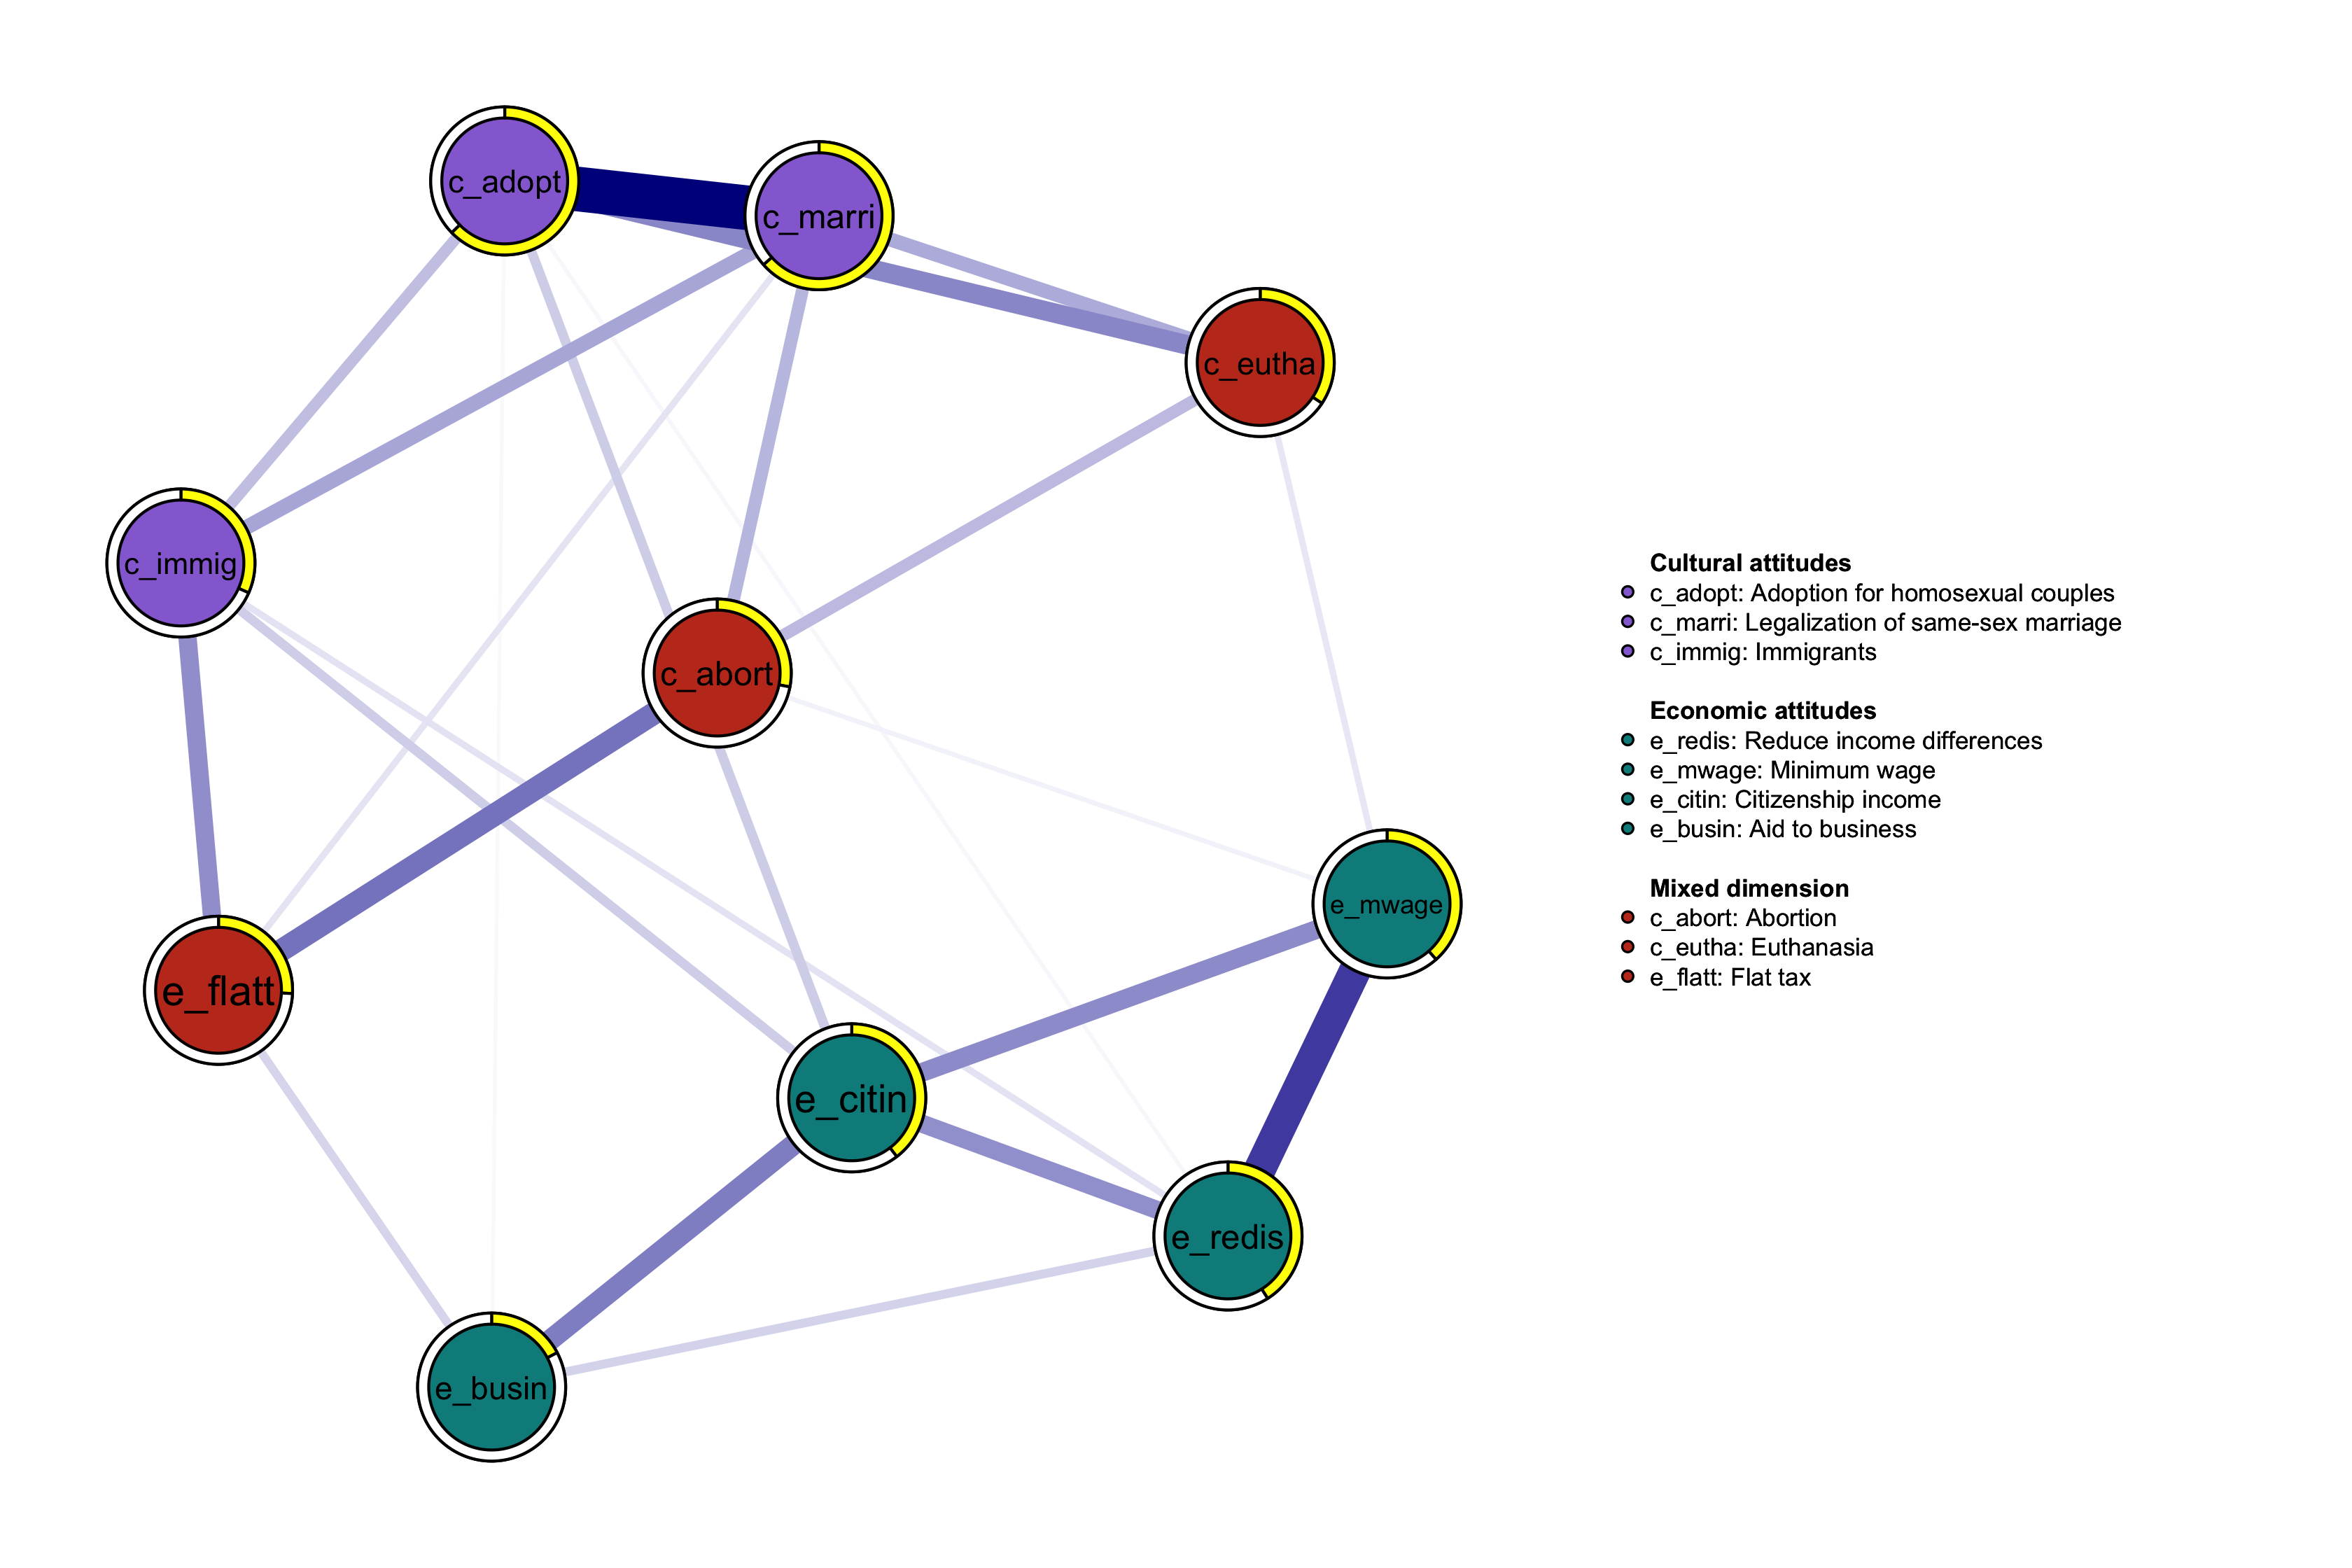 c_adopt
c_marri
c_eutha
c_immig
c_abort
e_mwage
e_flatt
e_citin
e_redis
e_busin
Cultural attitudes
c_adopt: Adoption for homosexual couples
c_marri: Legalization of same-sex marriage
c_immig: Immigrants
Economic attitudes
e_redis: Reduce income differences
e_mwage: Minimum wage
e_citin: Citizenship income
e_busin: Aid to business
Mixed dimension
c_abort: Abortion
c_eutha: Euthanasia
e_flatt: Flat tax